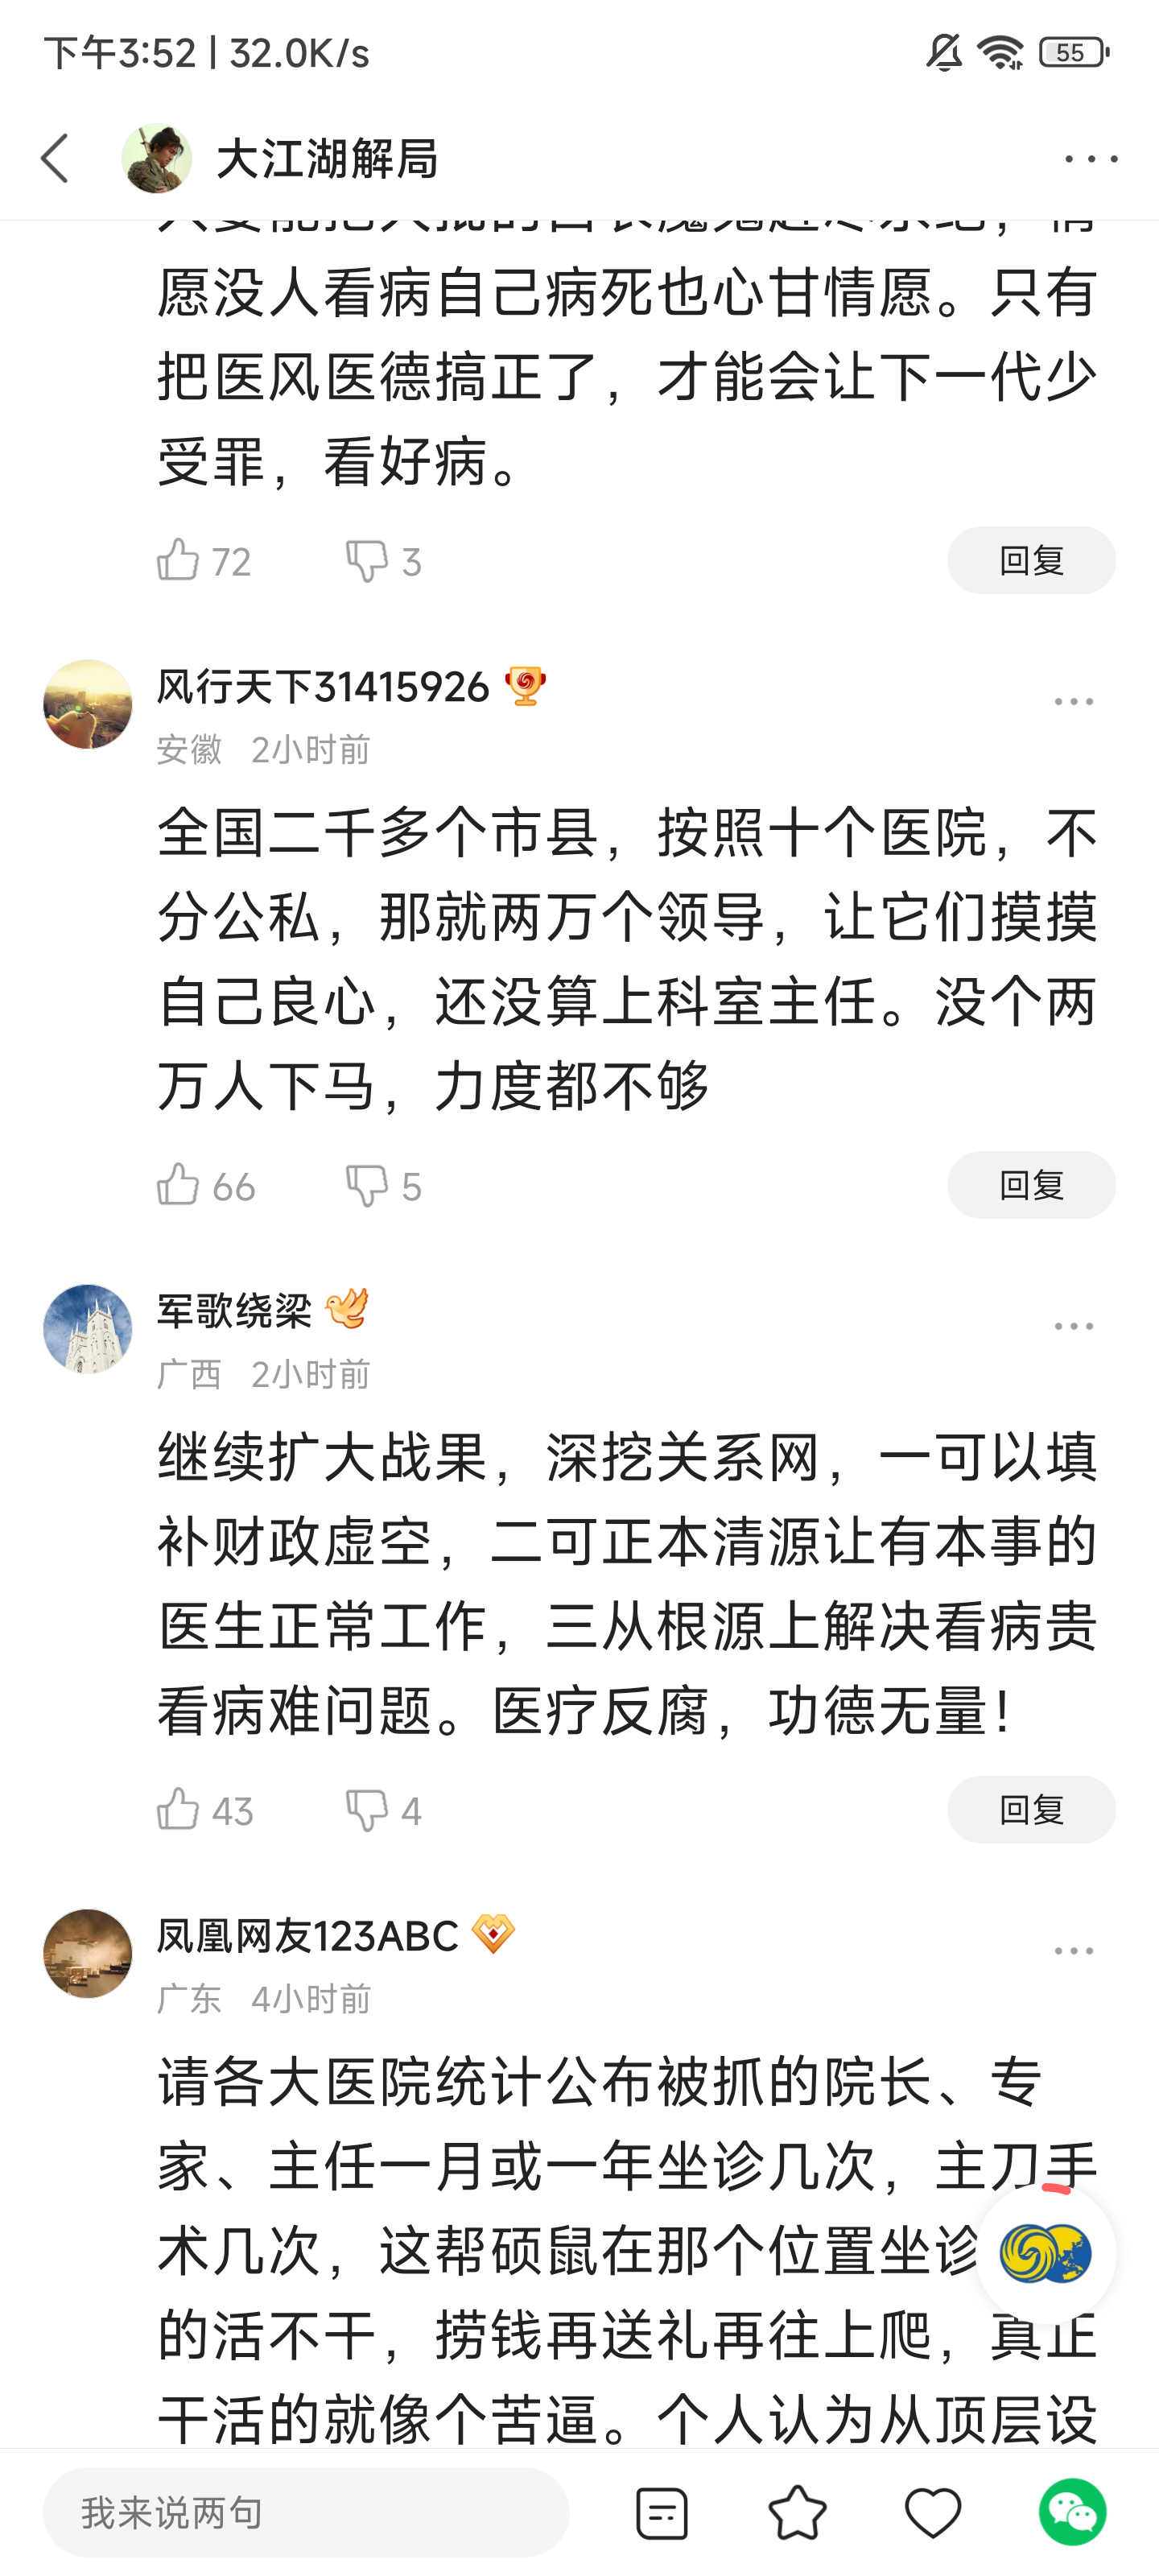 下午3:52 | 32.0K/s
55
大江湖解局
愿没人看病自己病死也心甘情愿。只有
把医风医德搞正了，才能会让下一代少
受罪，看好病。
72 3 回复
风行天下31415926
安徽 2小时前
全国二千多个市县，按照十个医院，不
分公私，那就两万个领导，让它们摸摸
自己良心，还没算上科室主任。没个两
万人下马，力度都不够
66 5 回复
军歌绕梁
广西 2小时前
继续扩大战果，深挖关系网，一可以填
补财政虚空，二可正本清源让有本事的
医生正常工作，三从根源上解决看病贵
看病难问题。医疗反腐，功德无量！
43 4 回复
凤凰网友123ABC
广东 4小时前
请各大医院统计公布被抓的院长、专
家、主任一月或一年坐诊几次，主刀手
术几次，这帮硕鼠在那个位置坐诊
的活不干，捞钱再送礼再往上爬，真正
干活的就像个苦逼。个人认为从顶层设
我来说两句